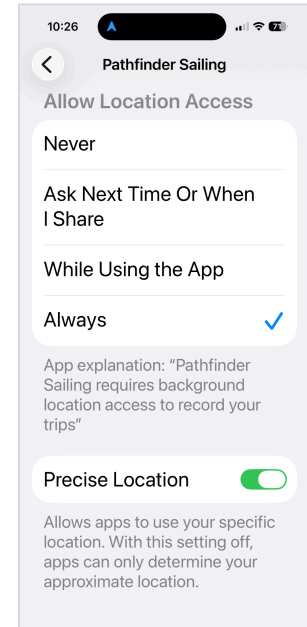 10:26
71
Pathfinder Sailing
Allow Location Access
Never
Ask Next Time Or When
I Share
While Using the App
Always
App explanation: “Pathfinder
Sailing requires background
location access to record your
trips”
Precise Location
Allows apps to use your specific
location. With this setting off,
apps can only determine your
approximate location.